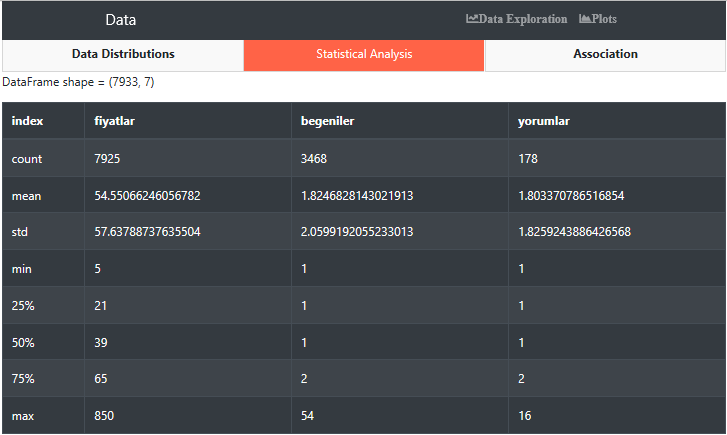 Data Data Exploration Plots
Data Distributions Statistical Analysis Association
DataFrame shape = (7933, 7)
index fiyatlar begeniler yorumlar
count 7925 3468 178
mean 54.55066246056782 1.8246828143021913 1.803370786516854
std 57.63788737635504 2.0599192055233013 1.8259243886426568
min 5 1 1
25% 21 1 1
50% 39 1 1
75% 65 2 2
max 850 54 16